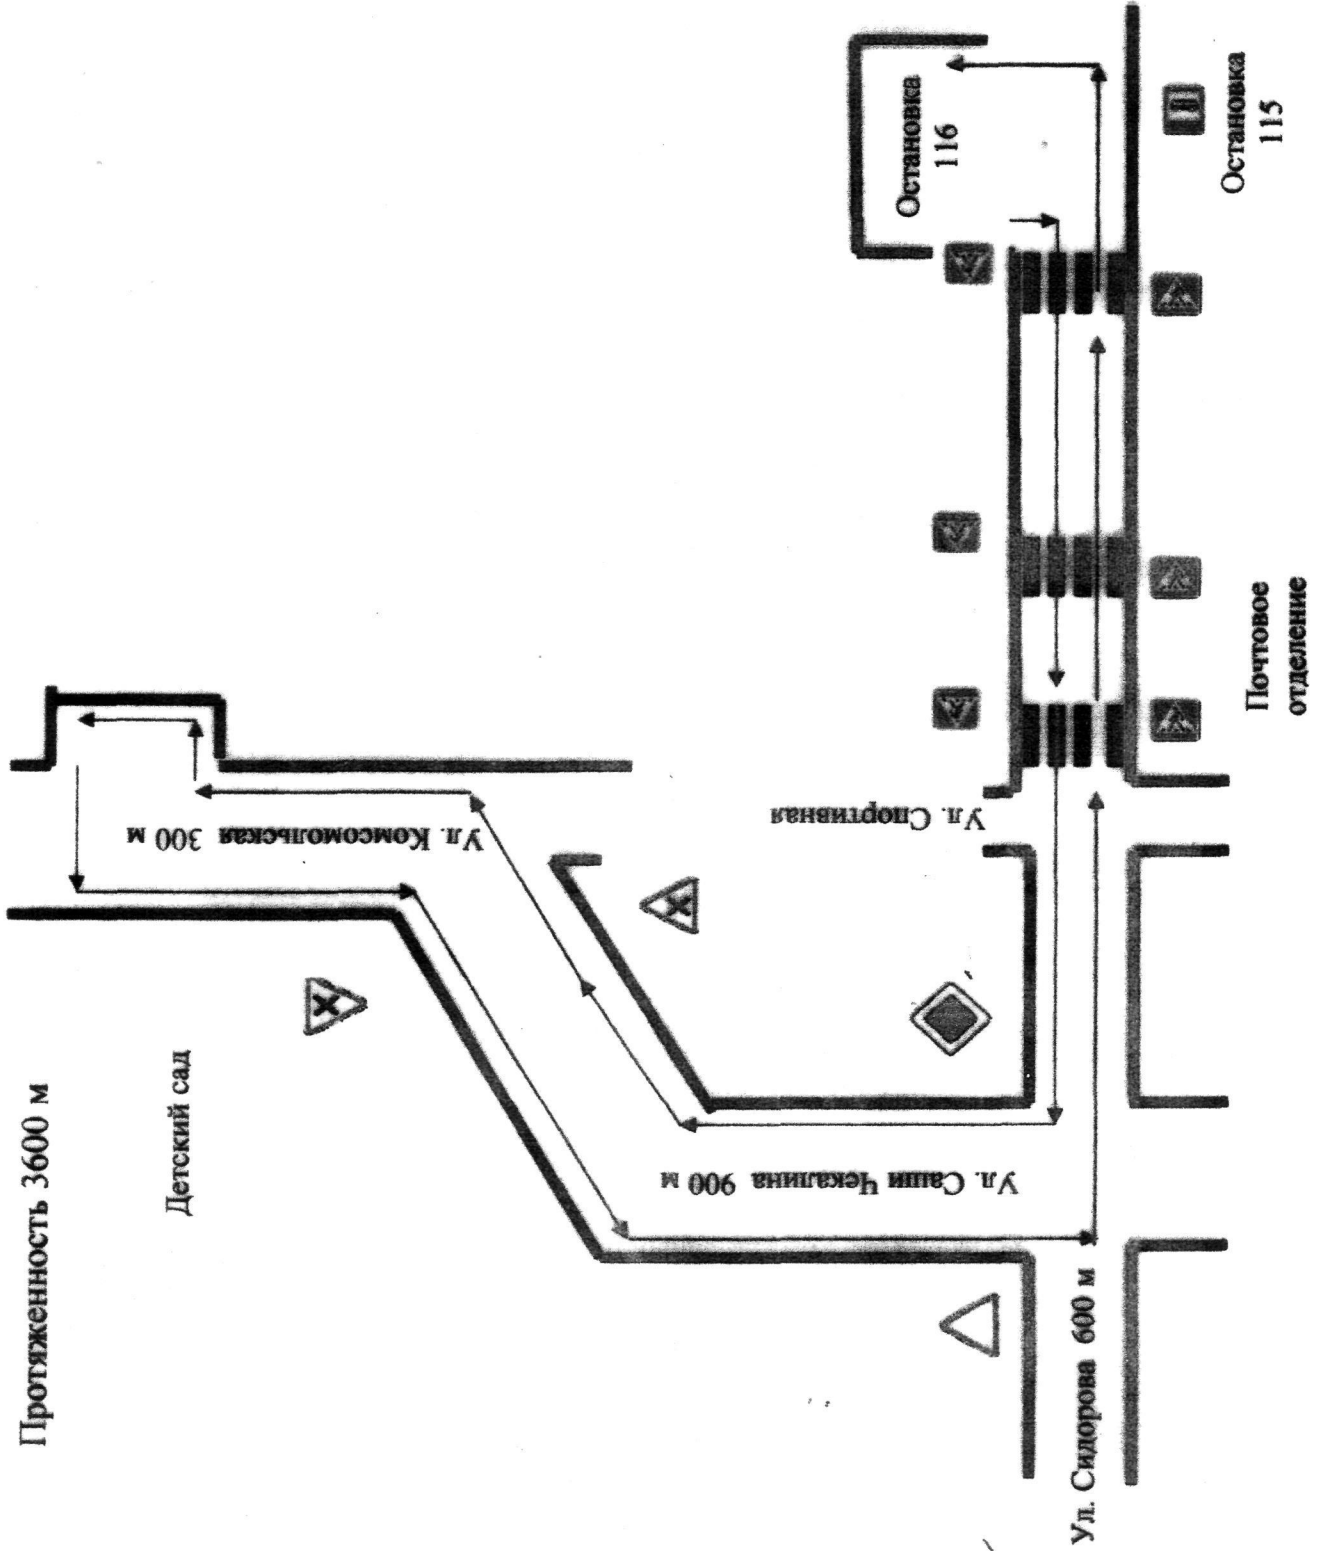 Протяженность 3600 м
Детский сад
Ул. Комсомольская 300 м
Ул. Спортивная
Ул. Саши Чекалина 900 м
Ул. Сидорова 600 м
Остановка
116
Остановка
115
Почтовое
отделение